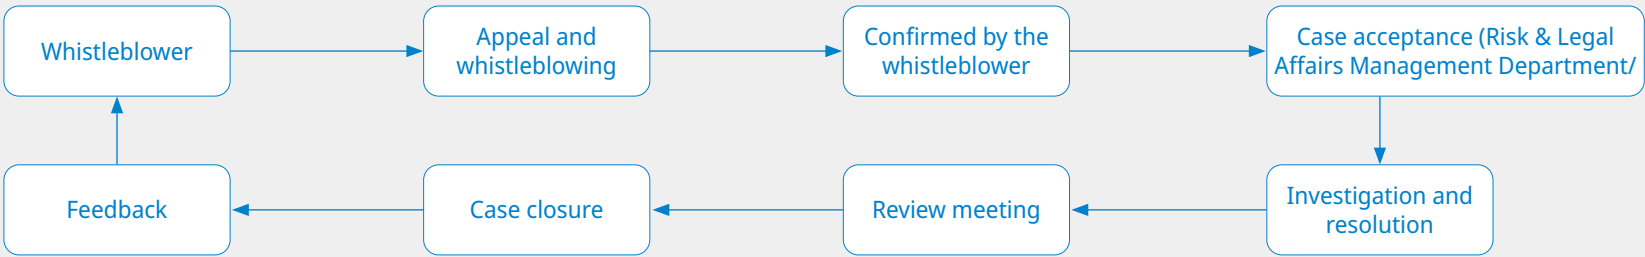 Whistleblower
Appeal and
whistleblowing
Confirmed by the
whistleblower
Case acceptance (Risk & Legal
Affairs Management Department/
Investigation and
resolution
Review meeting
Case closure
Feedback